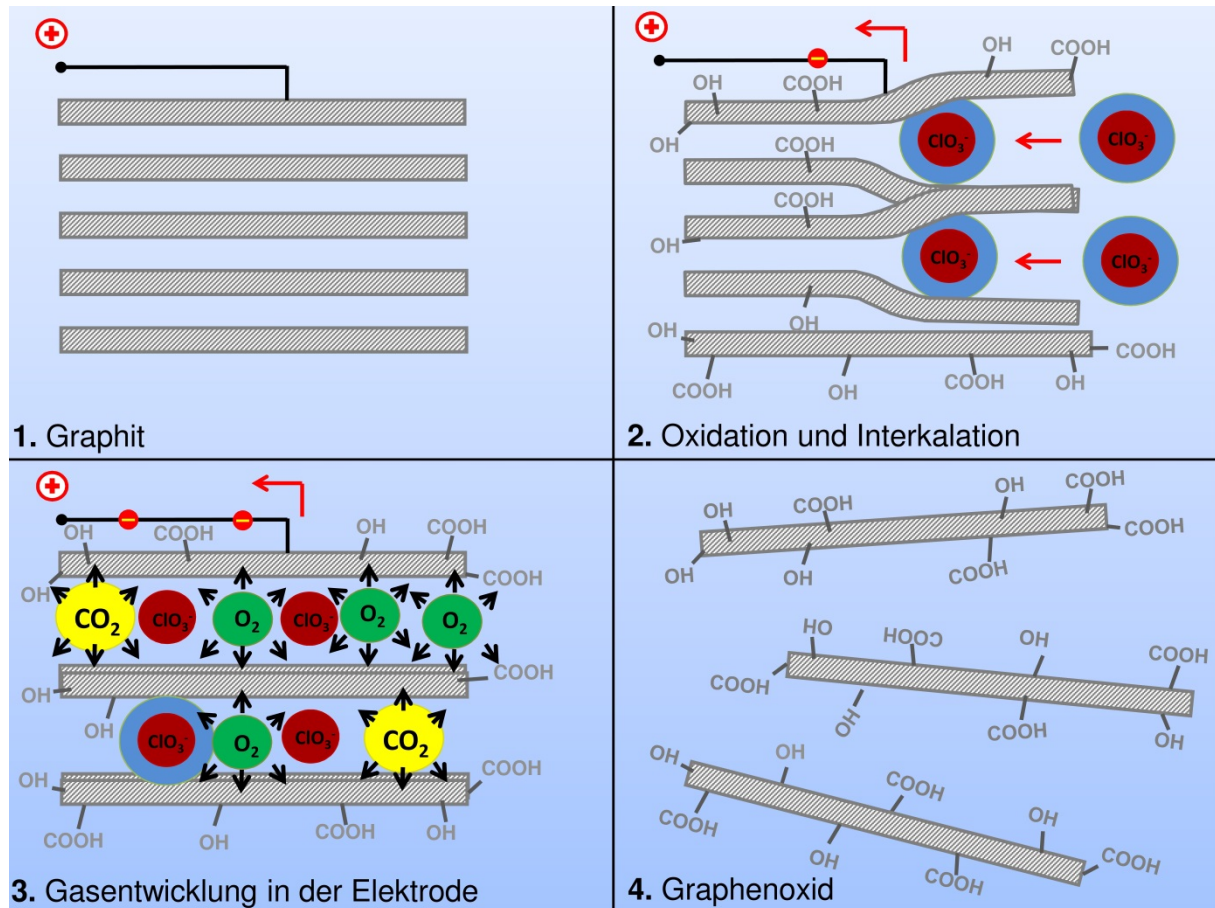 +
1. Graphit
+
−
OH
COOH
OH
COOH
OH
ClO₃⁻
ClO₃⁻
COOH
COOH
OH
ClO₃⁻
ClO₃⁻
OH
OH
COOH
COOH
OH
COOH
OH
2. Oxidation und Interkalation
+
− −
OH
COOH
OH
COOH
OH
COOH
CO₂
ClO₃⁻
O₂
ClO₃⁻
O₂
O₂
OH
COOH
OH
ClO₃⁻
O₂
ClO₃⁻
CO₂
OH
COOH
COOH
OH
COOH
OH
3. Gasentwicklung in der Elektrode
OH
COOH
OH
COOH
COOH
OH
OH
COOH
HO
COOH
OH
COOH
COOH
HO
COOH
OH
OH
OH
COOH
OH
COOH
COOH
OH
COOH
4. Graphenoxid